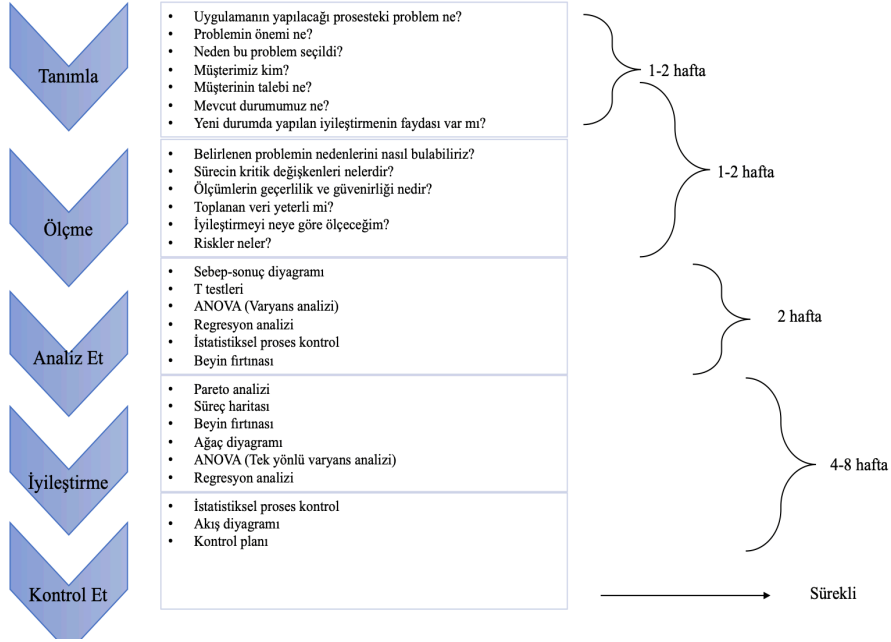 Tanımla
• Uygulamanın yapılacağı prosesteki problem ne?
• Problemin önemi ne?
• Neden bu problem seçildi?
• Müşterimiz kim?
• Müşterinin talebi ne?
• Mevcut durumumuz ne?
• Yeni durumda yapılan iyileştirmenin faydası var mı?
1-2 hafta
Ölçme
• Belirlenen problemin nedenlerini nasıl bulabiliriz?
• Sürecin kritik değişkenleri nelerdir?
• Ölçümlerin geçerlilik ve güvenirliği nedir?
• Toplanan veri yeterli mi?
• İyileştirmeyi neye göre ölçeceğim?
• Riskler neler?
1-2 hafta
Analiz Et
• Sebep-sonuç diyagramı
• T testleri
• ANOVA (Varyans analizi)
• Regresyon analizi
• İstatistiksel proses kontrol
• Beyin fırtınası
2 hafta
İyileştirme
• Pareto analizi
• Süreç haritası
• Beyin fırtınası
• Ağaç diyagramı
• ANOVA (Tek yönlü varyans analizi)
• Regresyon analizi
4-8 hafta
Kontrol Et
• İstatistiksel proses kontrol
• Akış diyagramı
• Kontrol planı
Sürekli